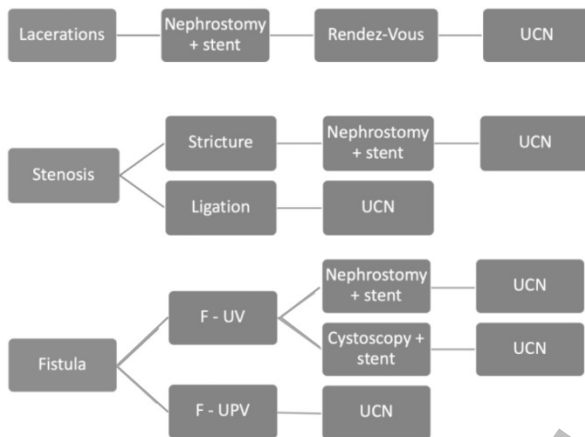 Lacerations
Nephrostomy
+ stent
Rendez-Vous
UCN
Stenosis
Stricture
Nephrostomy
+ stent
UCN
Ligation
UCN
Fistula
F - UV
Nephrostomy
+ stent
UCN
Cystoscopy +
stent
UCN
F - UPV
UCN